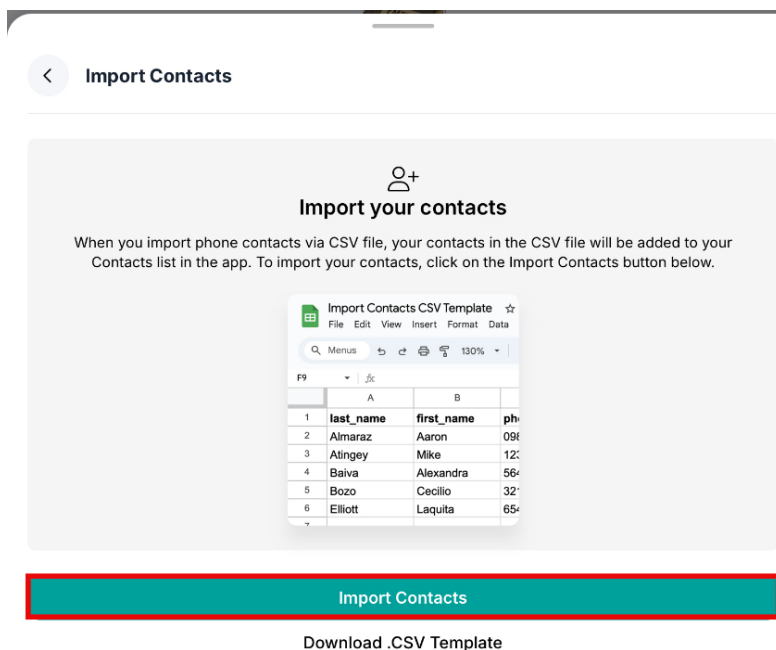 Import Contacts
Import your contacts
When you import phone contacts via CSV file, your contacts in the CSV file will be added to your
Contacts list in the app. To import your contacts, click on the Import Contacts button below.
Import Contacts CSV Template
File Edit View Insert Format Data
Menus 130%
F9 fx
A B
1 last_name first_name
2 Almaraz Aaron
3 Atingey Mike
4 Baiva Alexandra
5 Bozo Cecilio
6 Elliott Laquita
Import Contacts
Download .CSV Template